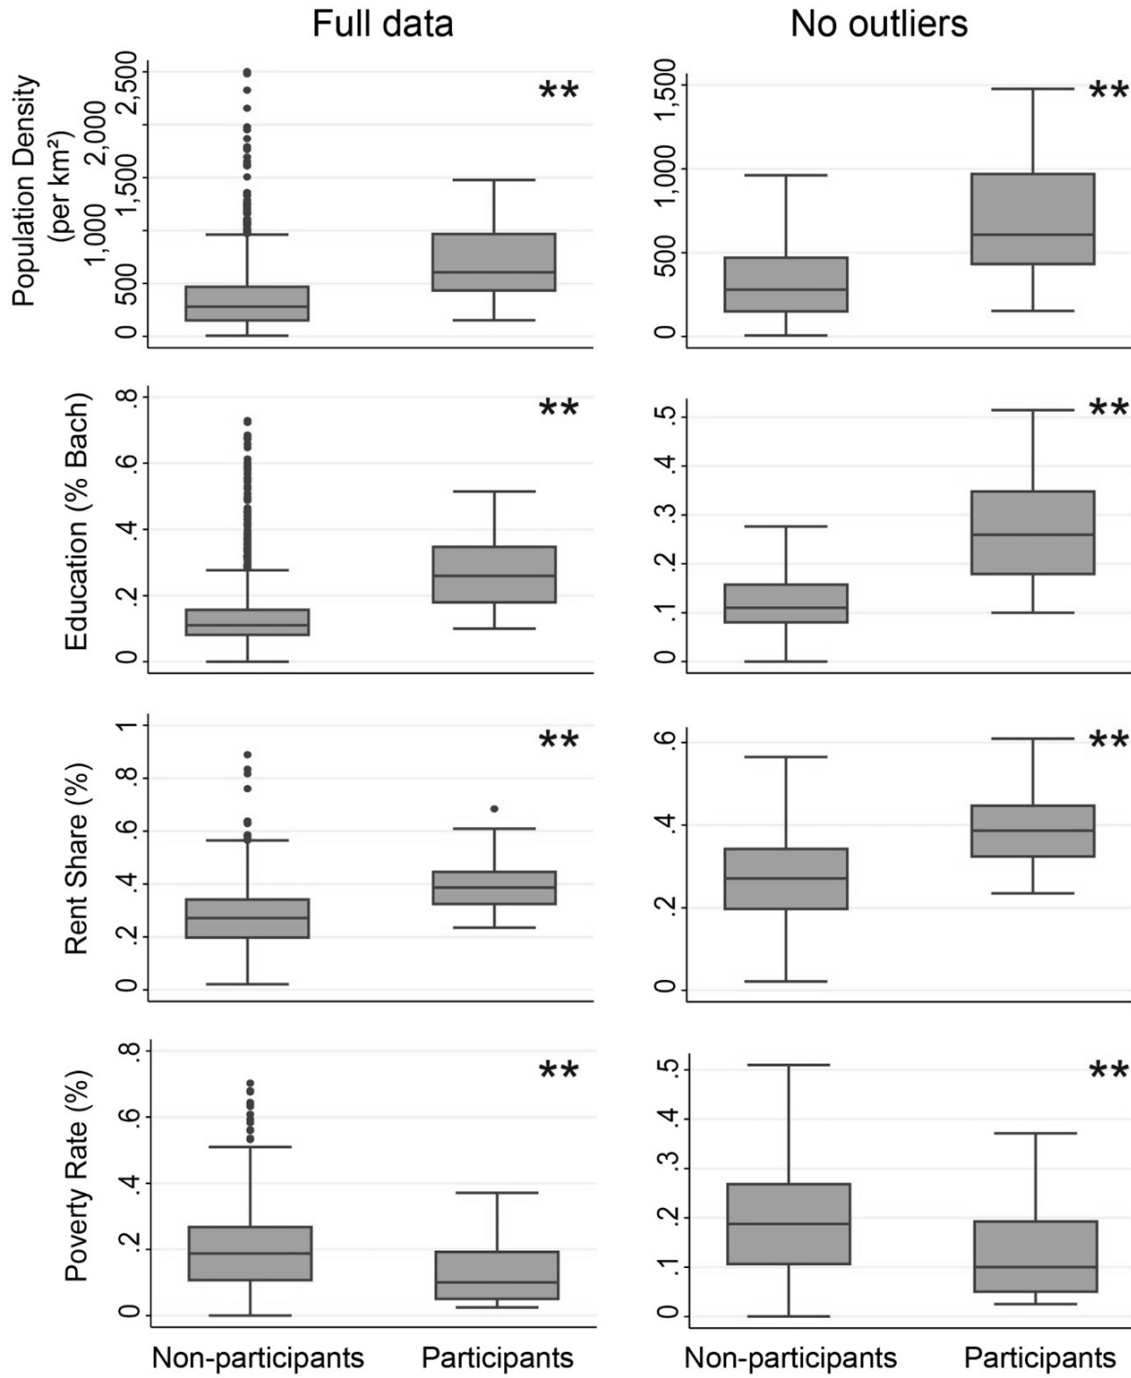 Full data No outliers
Population Density
(per km²)
0 500 1,000 1,500 2,000 2,500
**
0 500 1,000 1,500
**
Education (% Bach)
0 .2 .4 .6 .8
**
0 .1 .2 .3 .4 .5
**
Rent Share (%)
0 .2 .4 .6 .8 1
**
0 .2 .4 .6
**
Poverty Rate (%)
0 .2 .4 .6 .8
**
0 .1 .2 .3 .4 .5
**
Non-participants Participants Non-participants Participants